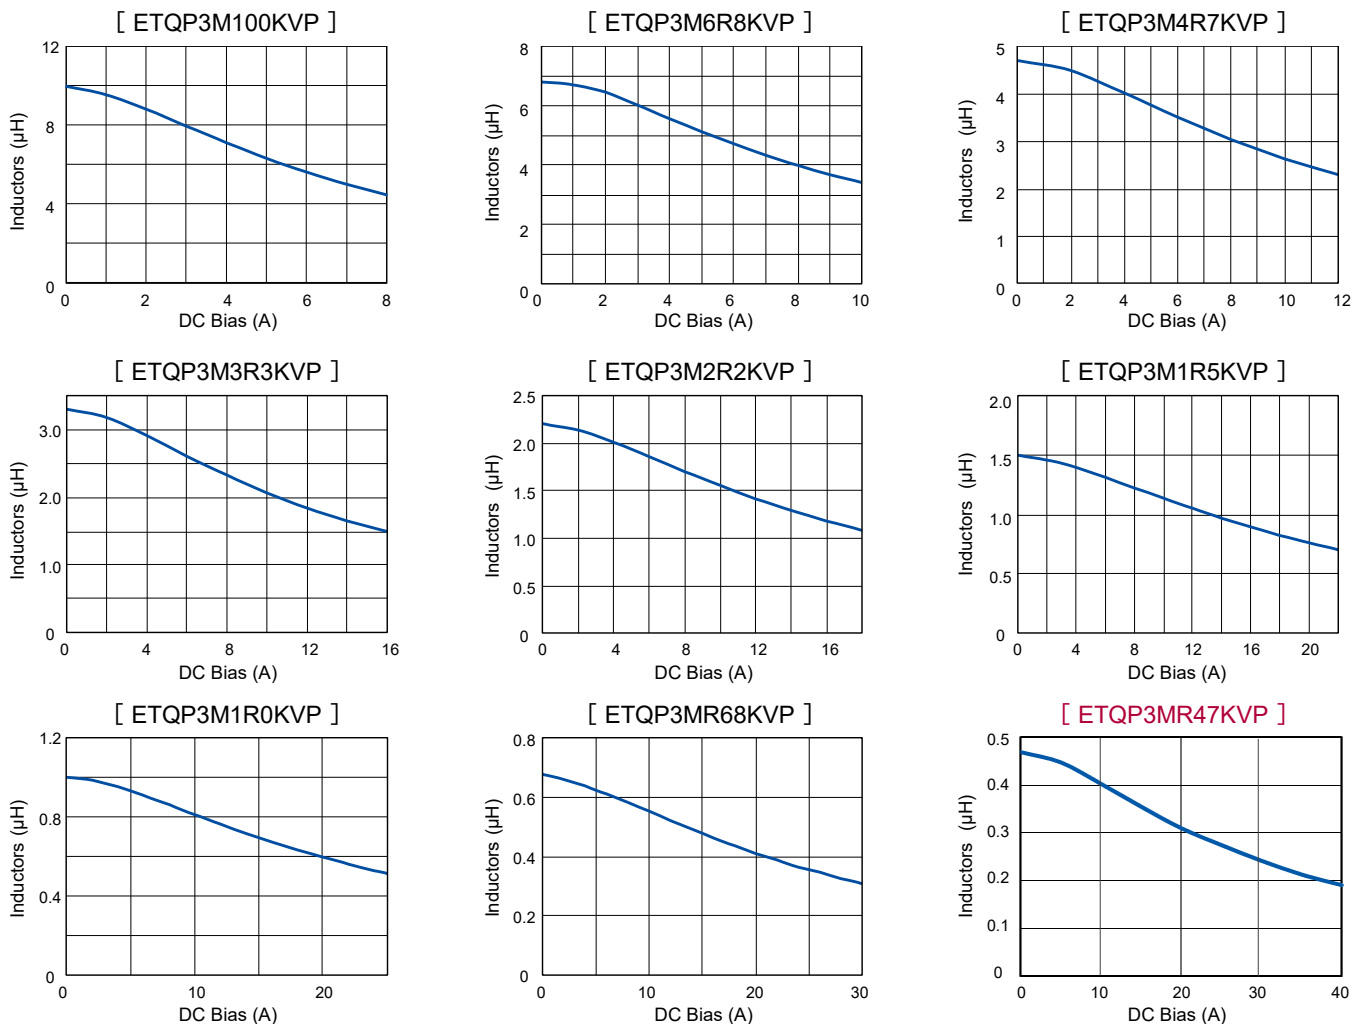 [ ETQP3M100KVP ]
12
8
4
0
Inductors (µH)
0 2 4 6 8
DC Bias (A)
[ ETQP3M6R8KVP ]
8
6
4
2
0
Inductors (µH)
0 2 4 6 8 10
DC Bias (A)
[ ETQP3M4R7KVP ]
5
4
3
2
1
0
Inductors (µH)
0 2 4 6 8 10 12
DC Bias (A)
[ ETQP3M3R3KVP ]
3.0
2.0
1.0
0
Inductors (µH)
0 4 8 12 16
DC Bias (A)
[ ETQP3M2R2KVP ]
2.5
2.0
1.5
1.0
0.5
0
Inductors (µH)
0 4 8 12 16
DC Bias (A)
[ ETQP3M1R5KVP ]
2.0
1.5
1.0
0.5
0
Inductors (µH)
0 4 8 12 16 20
DC Bias (A)
[ ETQP3M1R0KVP ]
1.2
0.8
0.4
0
Inductors (µH)
0 10 20
DC Bias (A)
[ ETQP3MR68KVP ]
0.8
0.6
0.4
0.2
0
Inductors (µH)
0 10 20 30
DC Bias (A)
[ ETQP3MR47KVP ]
0.5
0.4
0.3
0.2
0.1
0
Inductors (µH)
0 10 20 30 40
DC Bias (A)